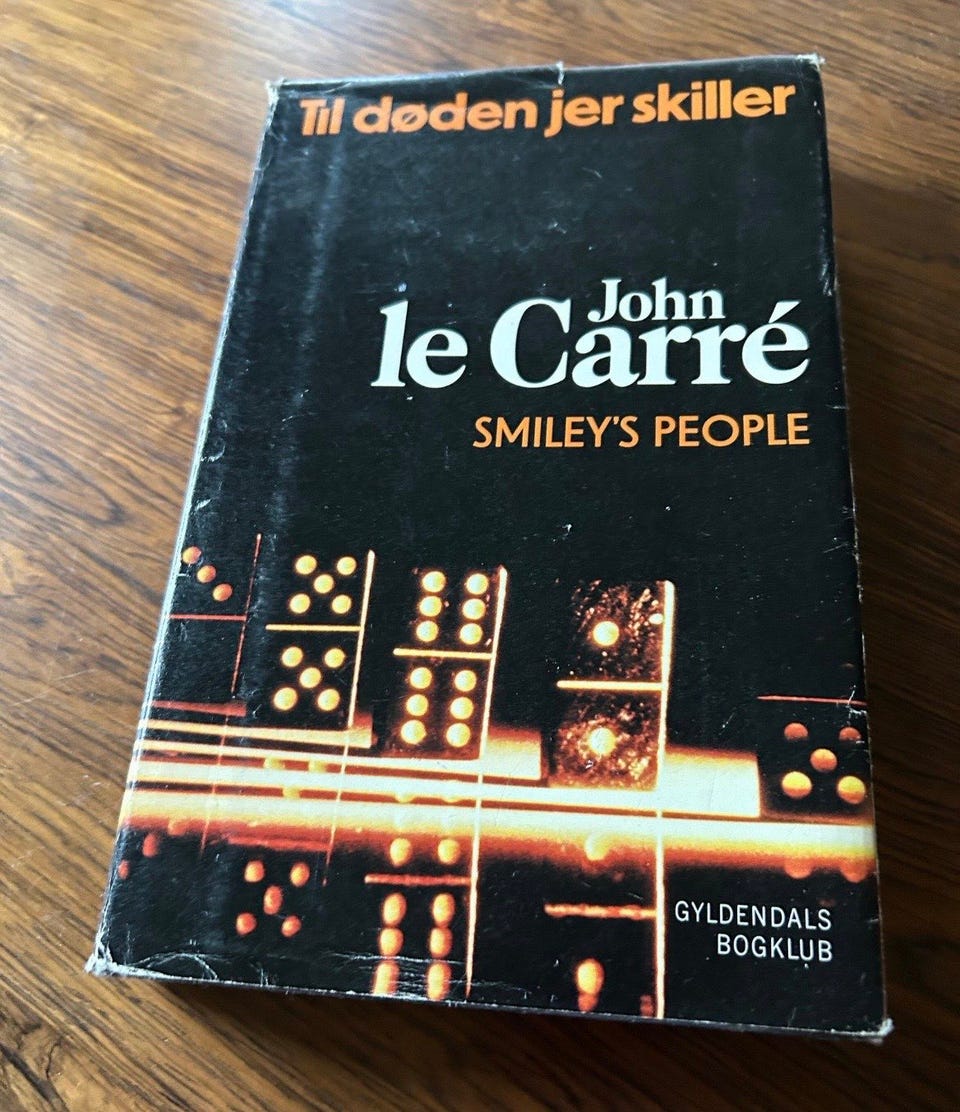 Til døden jer skiller
John
le Carré
SMILEY'S PEOPLE
GYLDENDALS
BOGKLUB